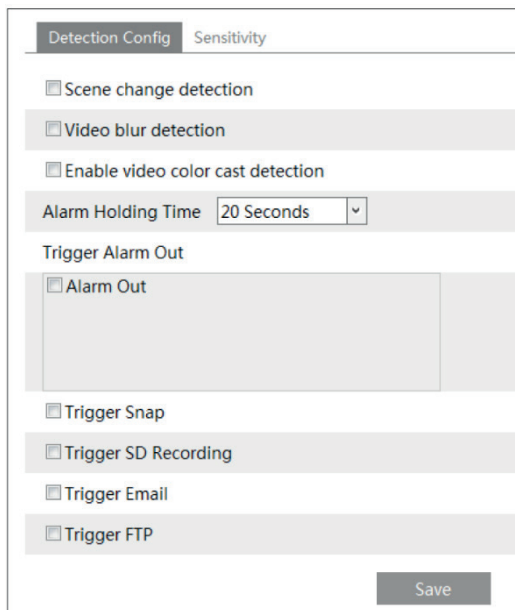 Detection Config Sensitivity
Scene change detection
Video blur detection
Enable video color cast detection
Alarm Holding Time 20 Seconds
Trigger Alarm Out
Alarm Out
Trigger Snap
Trigger SD Recording
Trigger Email
Trigger FTP
Save